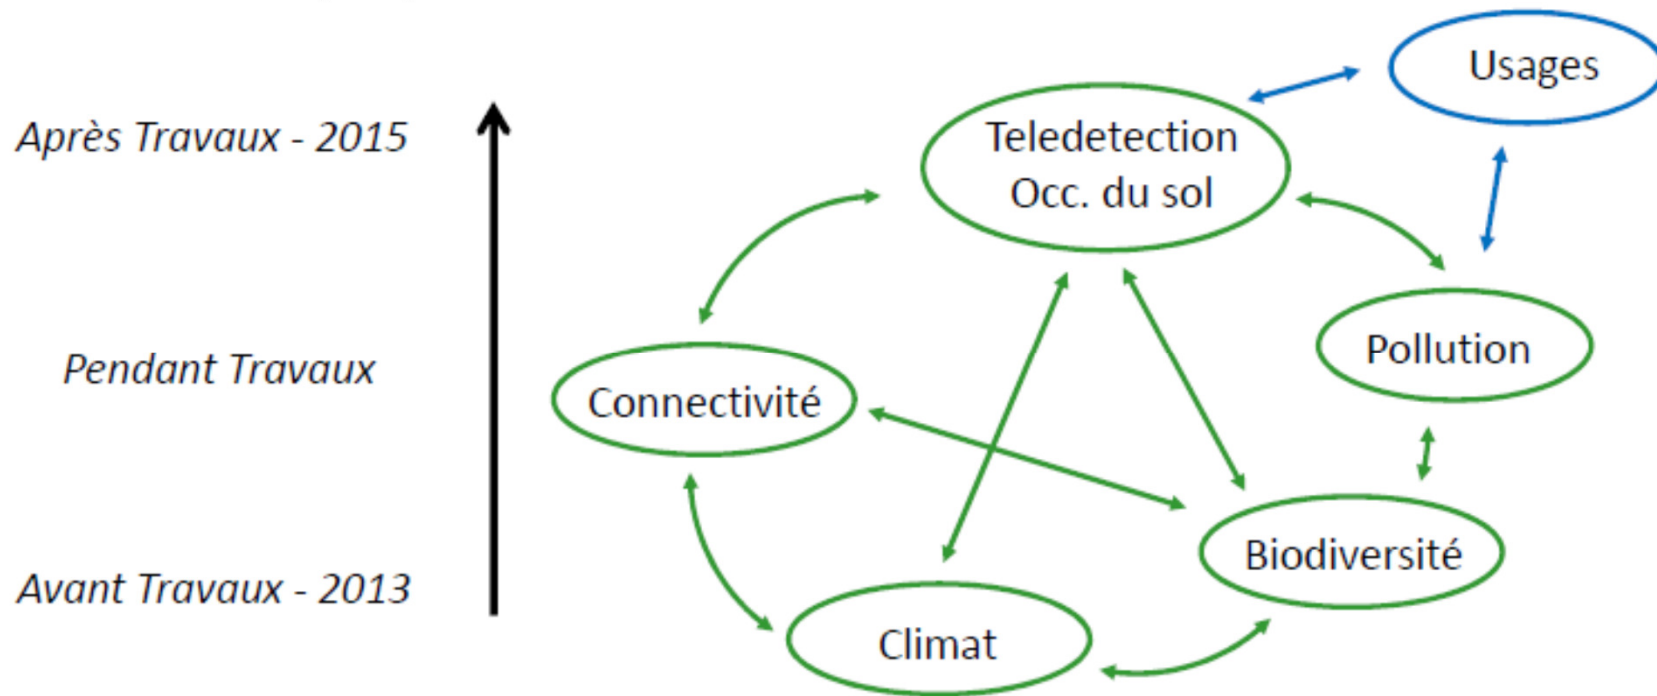 Usages
Après Travaux - 2015
Teledetection
Occ. du sol
Pendant Travaux
Pollution
Connectivité
Avant Travaux - 2013
Biodiversité
Climat